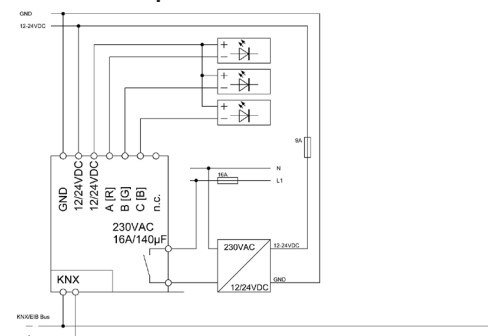 GND
12-24VDC
+
−
+
−
+
−
9A
N
16A
L1
GND
12/24VDC
12/24VDC
A [R]
B [G]
C [B]
n.c.
230VAC
16A/140µF
230VAC
12-24VDC
12/24VDC
GND
KNX
KNX/EIB Bus